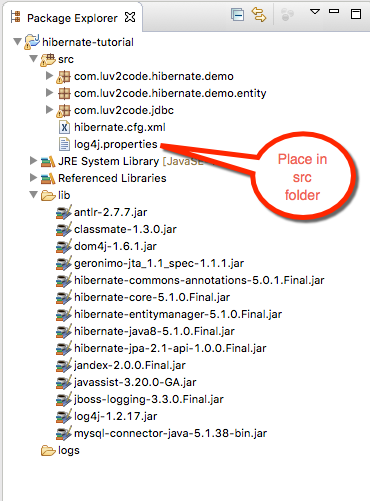 Package Explorer
hibernate-tutorial
src
com.luv2code.hibernate.demo
com.luv2code.hibernate.demo.entity
com.luv2code.jdbc
hibernate.cfg.xml
log4j.properties
JRE System Library [JavaSE
Referenced Libraries
lib
antlr-2.7.7.jar
classmate-1.3.0.jar
dom4j-1.6.1.jar
geronimo-jta_1.1_spec-1.1.1.jar
hibernate-commons-annotations-5.0.1.Final.jar
hibernate-core-5.1.0.Final.jar
hibernate-entitymanager-5.1.0.Final.jar
hibernate-java8-5.1.0.Final.jar
hibernate-jpa-2.1-api-1.0.0.Final.jar
jandex-2.0.0.Final.jar
javassist-3.20.0-GA.jar
jboss-logging-3.3.0.Final.jar
log4j-1.2.17.jar
mysql-connector-java-5.1.38-bin.jar
logs
Place in
src
folder